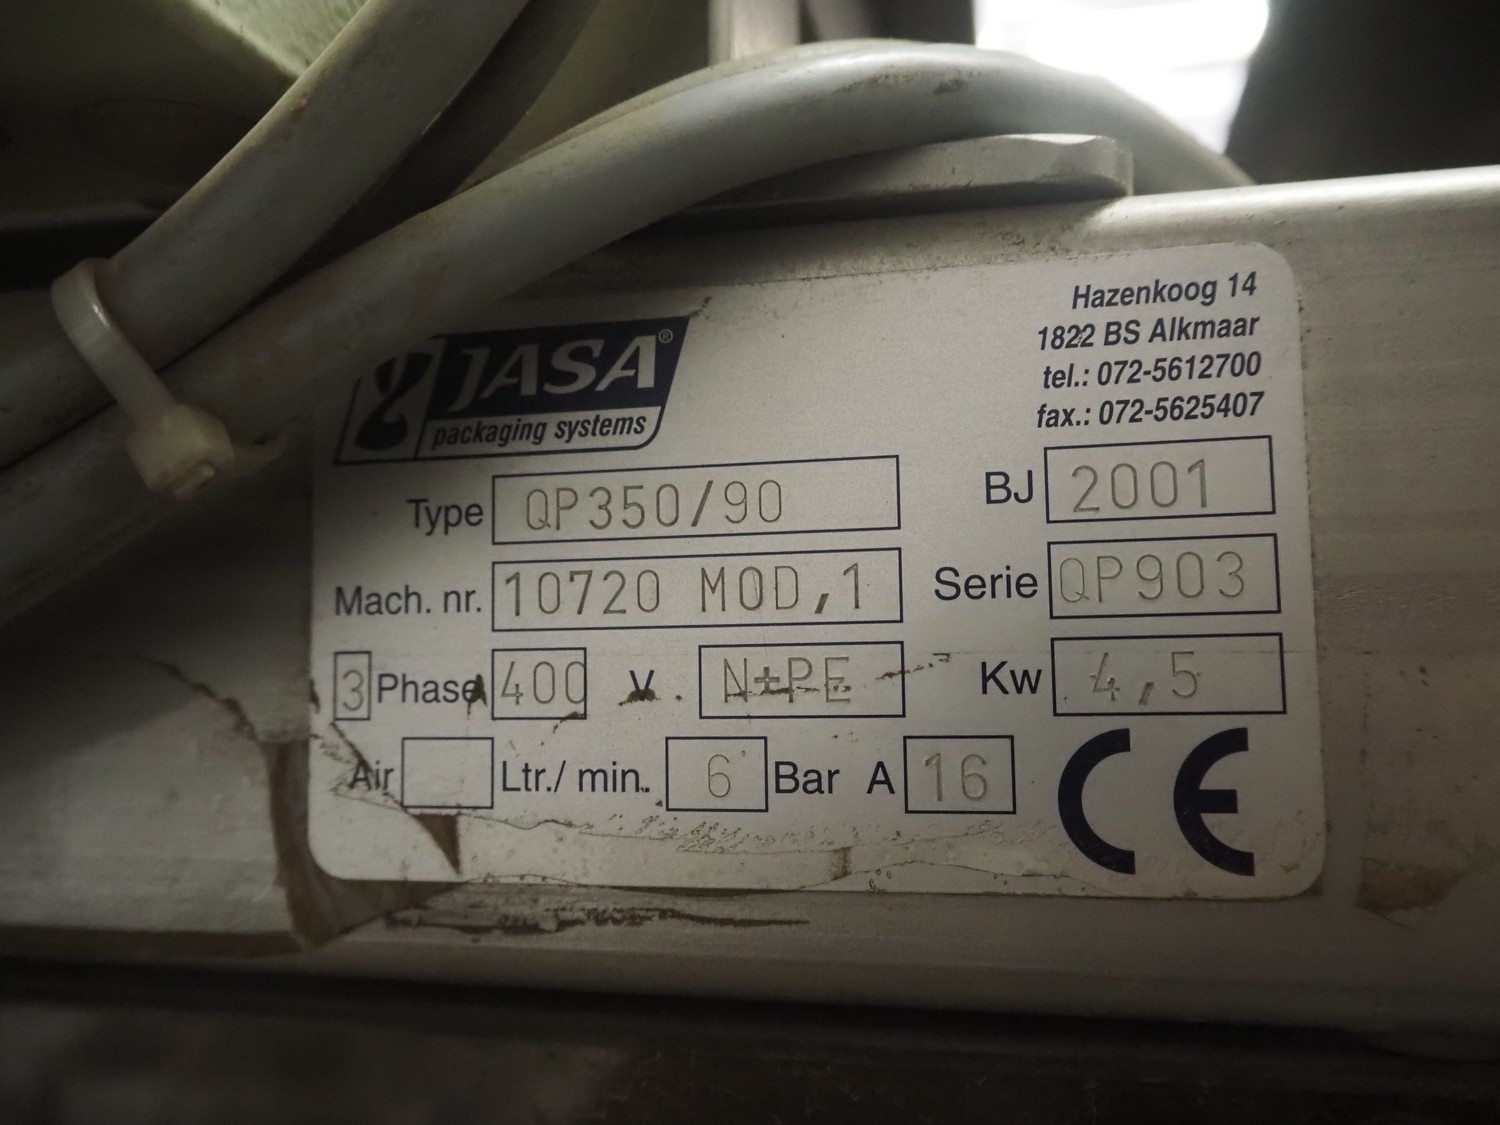 JASA®
packaging systems
Hazenkoog 14
1822 BS Alkmaar
tel.: 072-5612700
fax.: 072-5625407
Type QP350/90 BJ 2001
Mach. nr. 10720 MOD,1 Serie QP903
3 Phase 400 V. N+PE Kw 4,5
Air Ltr./ min. 6 Bar A 16
CE